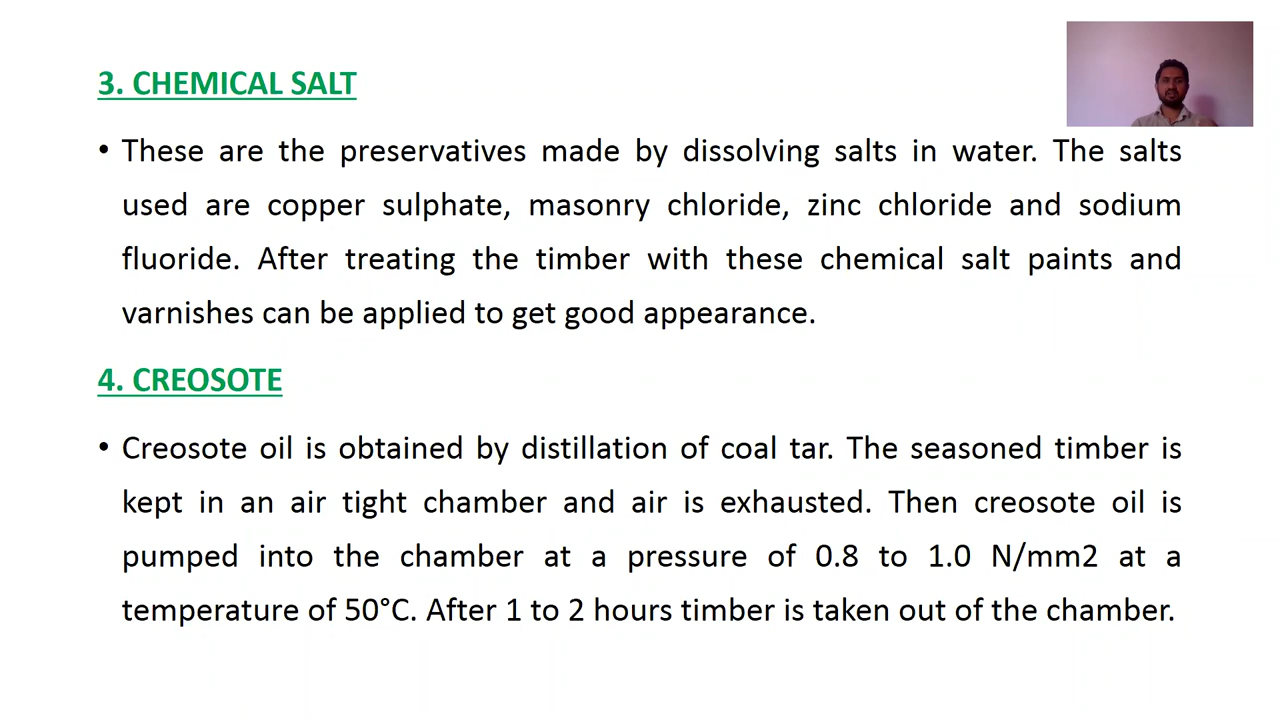 3. CHEMICAL SALT
• These are the preservatives made by dissolving salts in water. The salts
used are copper sulphate, masonry chloride, zinc chloride and sodium
fluoride. After treating the timber with these chemical salt paints and
varnishes can be applied to get good appearance.
4. CREOSOTE
• Creosote oil is obtained by distillation of coal tar. The seasoned timber is
kept in an air tight chamber and air is exhausted. Then creosote oil is
pumped into the chamber at a pressure of 0.8 to 1.0 N/mm2 at a
temperature of 50°C. After 1 to 2 hours timber is taken out of the chamber.